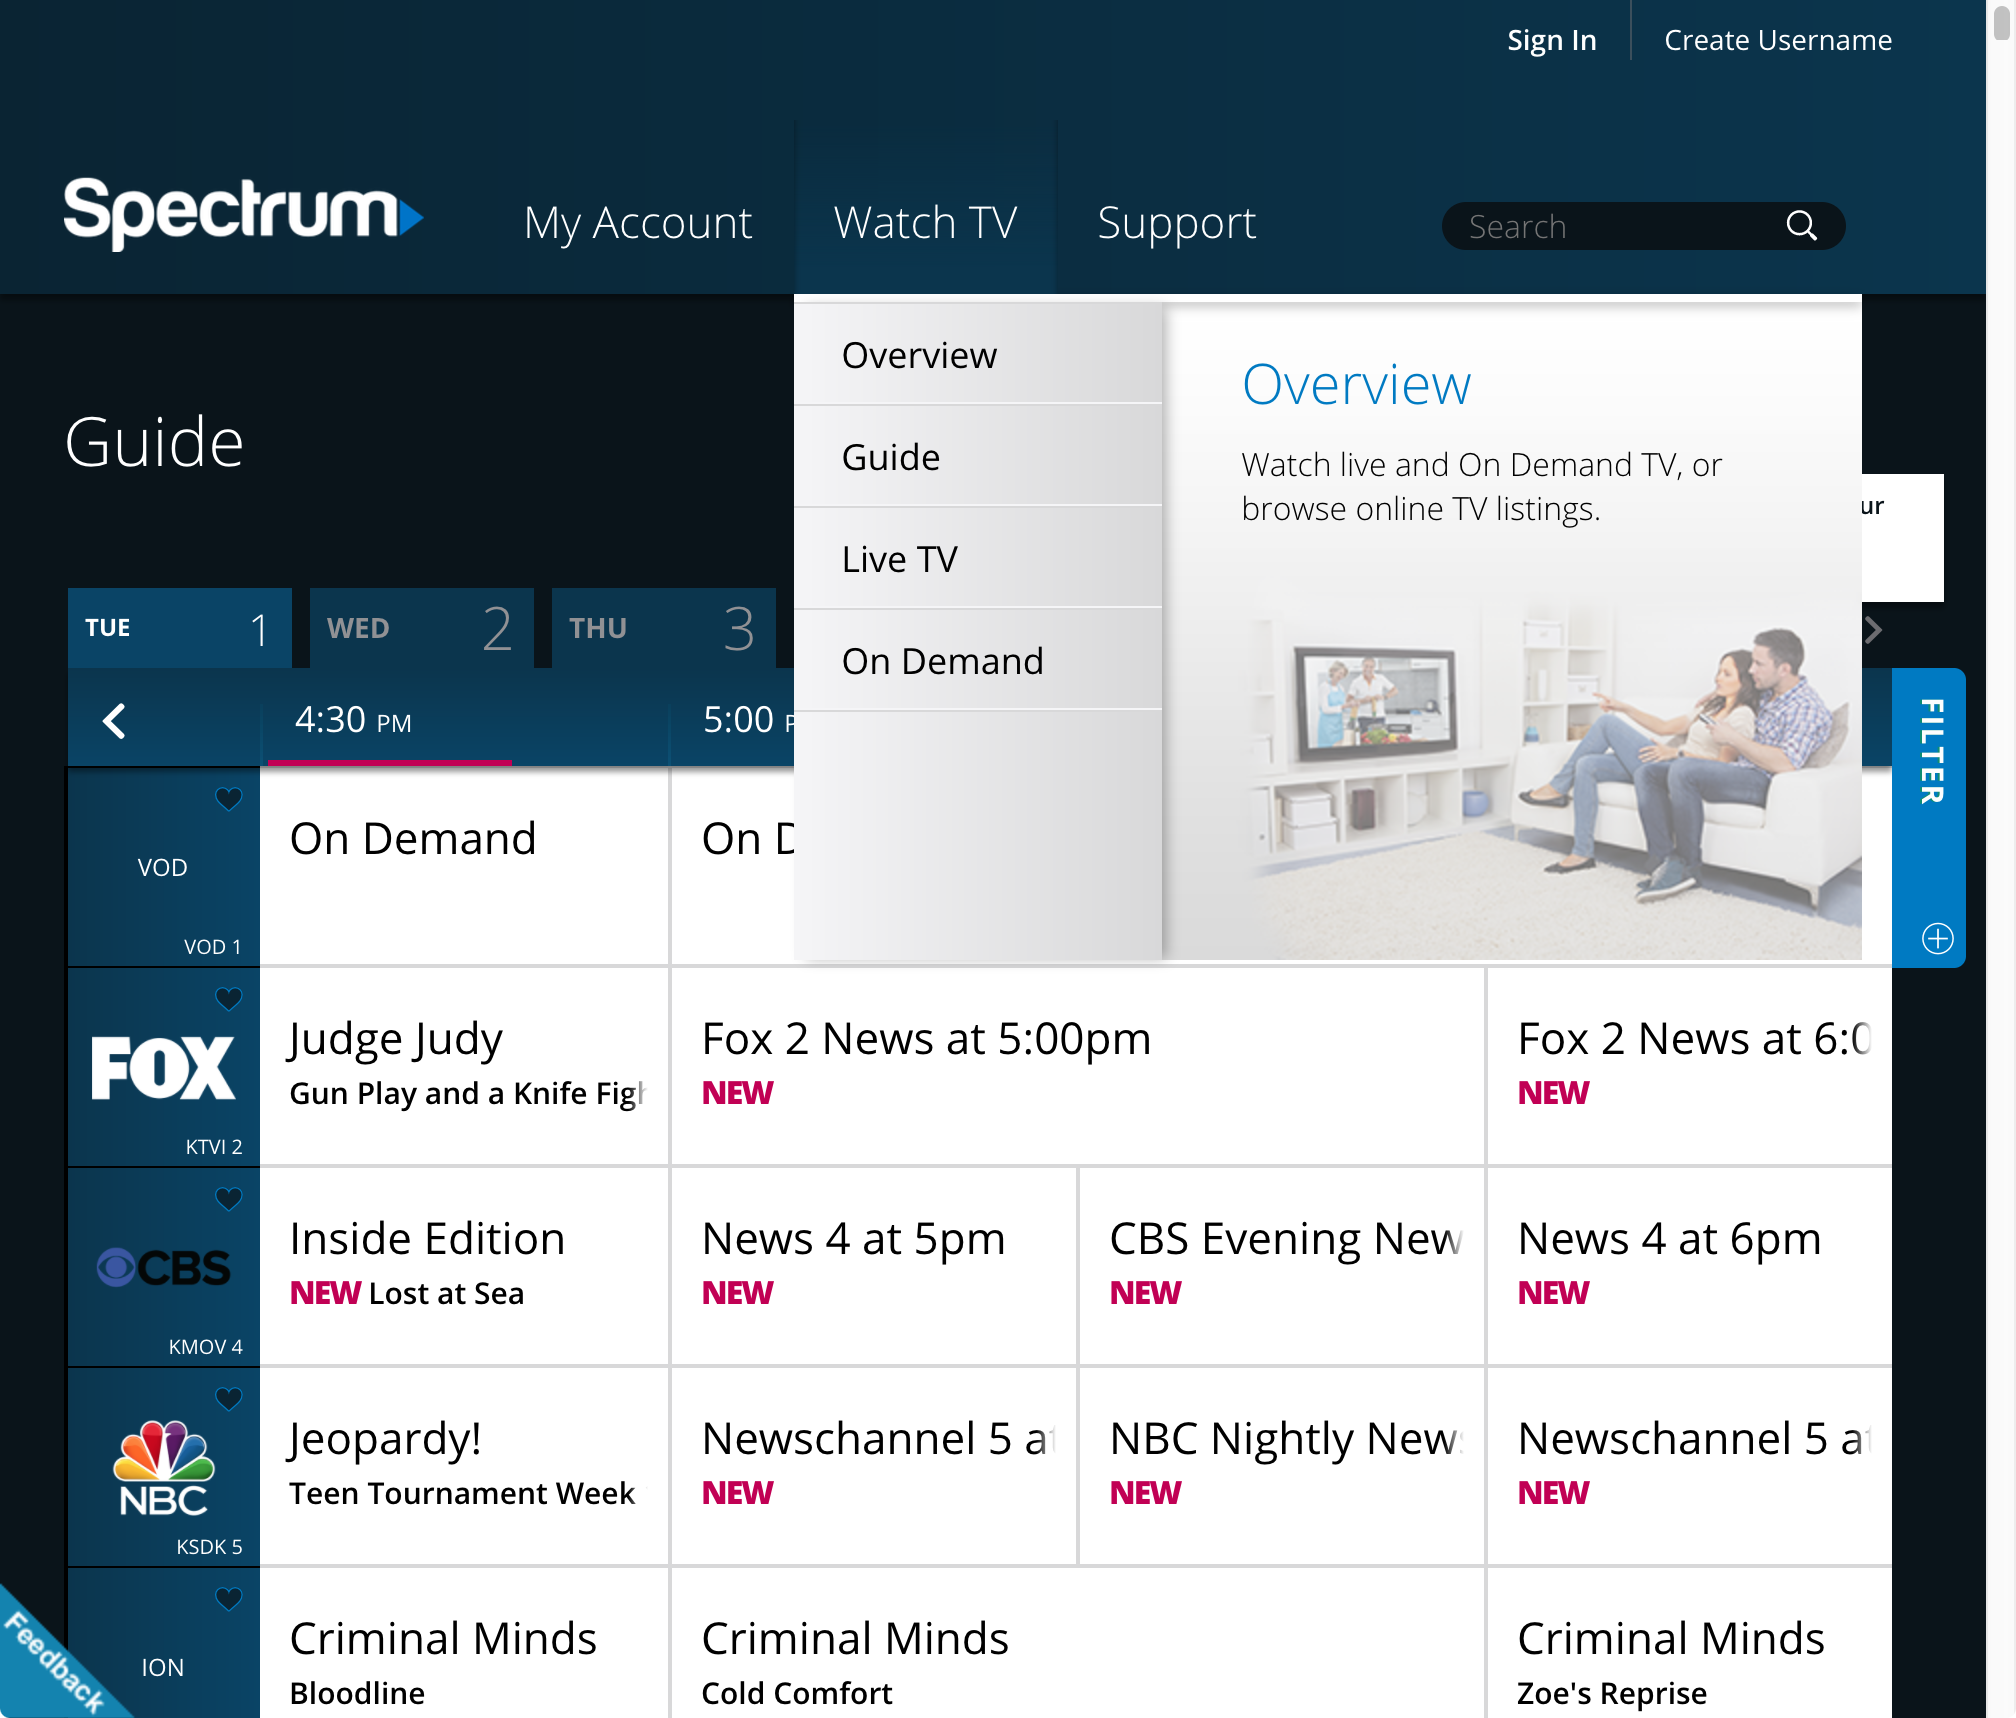 Sign In
Create Username
Spectrum
My Account
Watch TV
Support
Search
Overview
Guide
Live TV
On Demand
Overview
Watch live and On Demand TV, or
browse online TV listings.
Guide
ur
TUE 1
WED 2
THU 3
4:30 PM
5:00
FILTER
VOD
VOD 1
On Demand
On D
FOX
KTVI 2
Judge Judy
Gun Play and a Knife Figh
Fox 2 News at 5:00pm
NEW
Fox 2 News at 6:0
NEW
CBS
KMOV 4
Inside Edition
NEW Lost at Sea
News 4 at 5pm
NEW
CBS Evening New
NEW
News 4 at 6pm
NEW
NBC
KSDK 5
Jeopardy!
Teen Tournament Week
Newschannel 5 at
NEW
NBC Nightly News
NEW
Newschannel 5 at
NEW
ION
Criminal Minds
Bloodline
Criminal Minds
Cold Comfort
Criminal Minds
Zoe's Reprise
Feedback